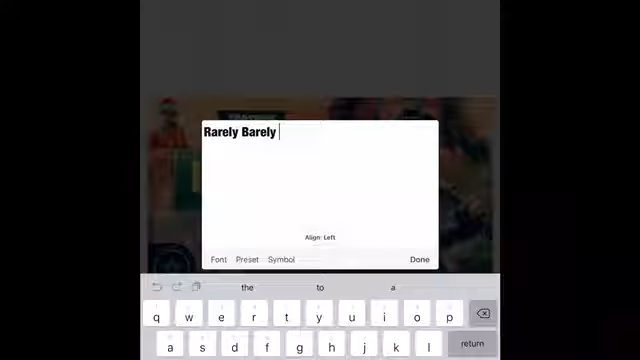 Rarely Barely
Align: Left
Font Preset Symbol Done
the to a
q w e r t y u i o p
a s d f g h j k l return